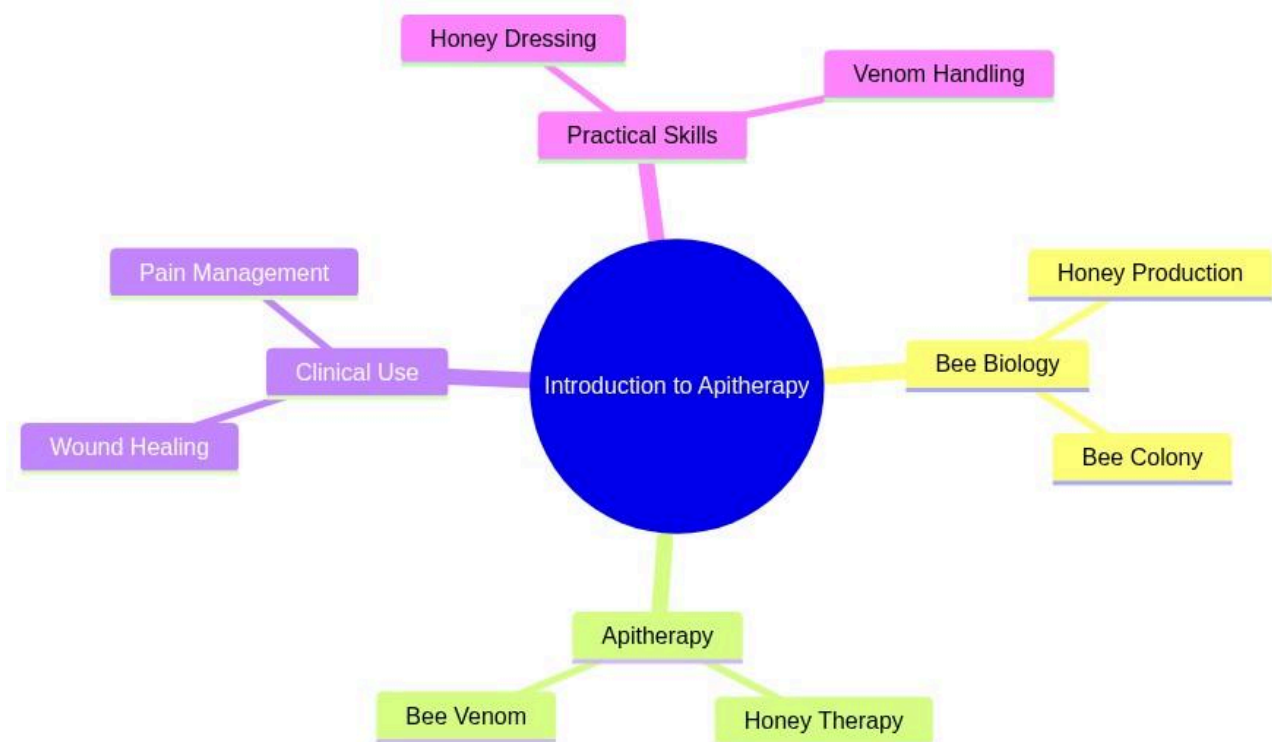 Honey Dressing
Venom Handling
Practical Skills
Pain Management
Honey Production
Clinical Use
Introduction to Apitherapy
Bee Biology
Wound Healing
Bee Colony
Apitherapy
Bee Venom
Honey Therapy